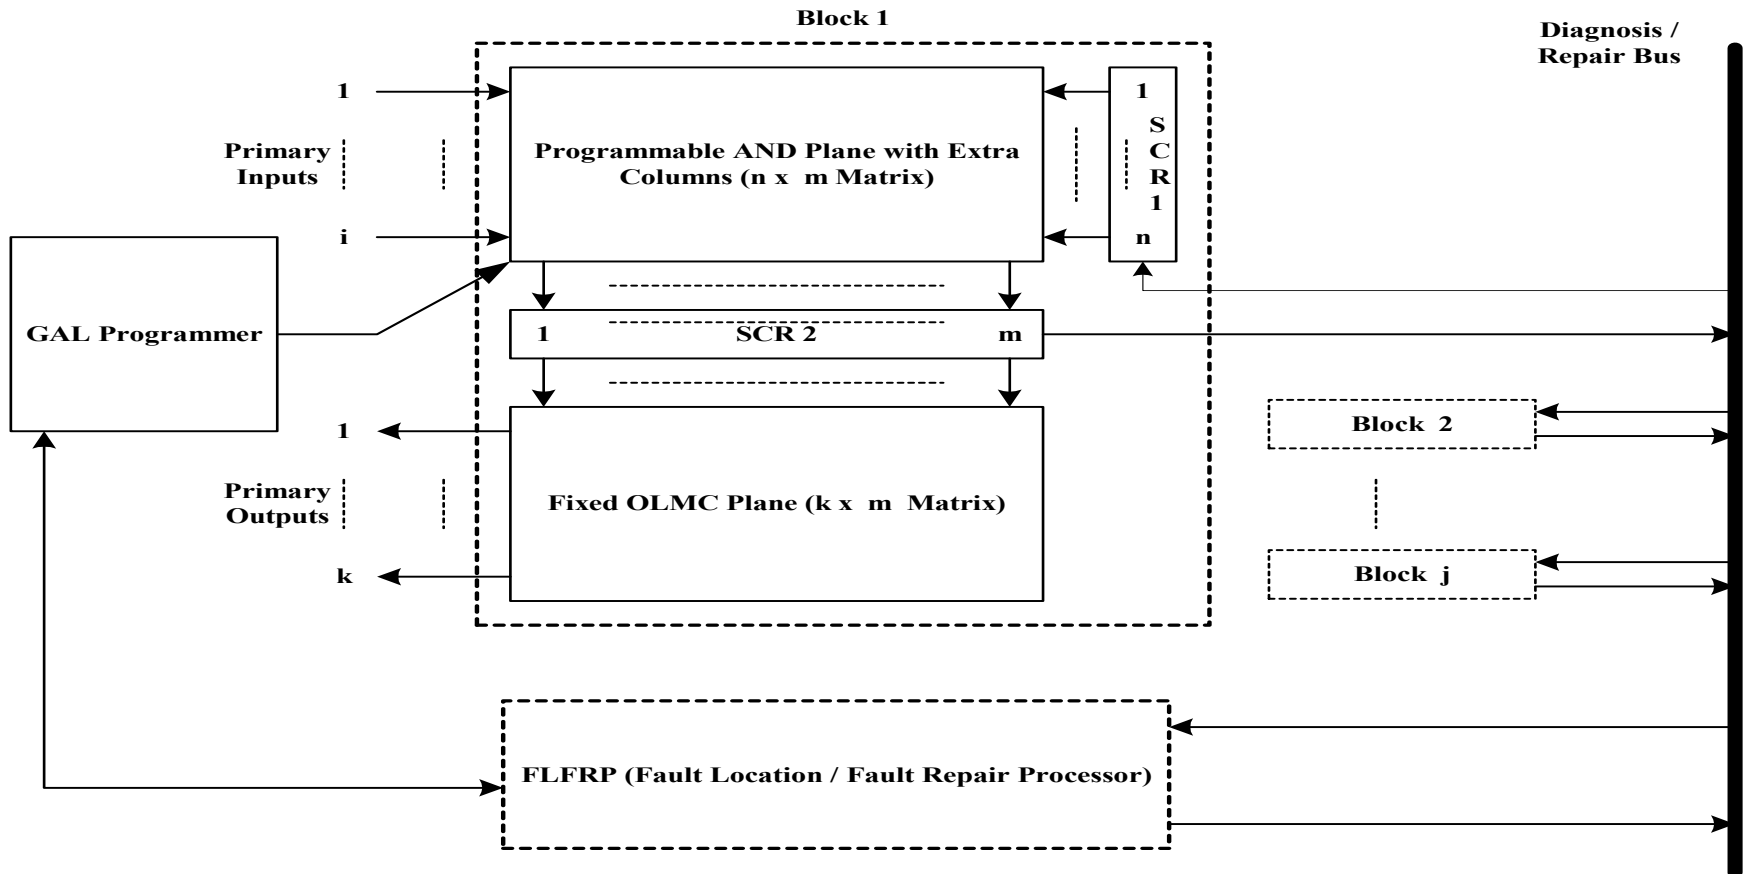 Block 1
Diagnosis /
Repair Bus
1
Primary
Inputs
i
Programmable AND Plane with Extra
Columns (n x m Matrix)
1
S
C
R
1
n
GAL Programmer
1 SCR 2 m
1
Primary
Outputs
k
Fixed OLMC Plane (k x m Matrix)
Block 2
Block j
FLFRP (Fault Location / Fault Repair Processor)